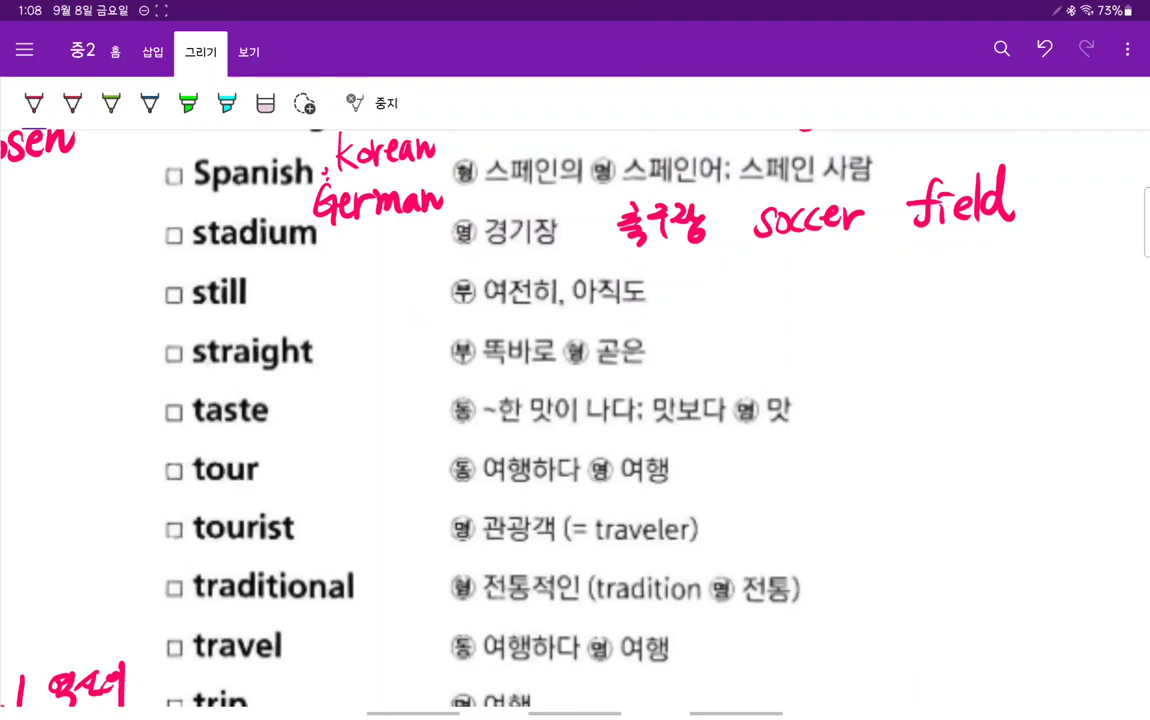 1:08 9월 8일 금요일 73%
중2 홈 삽입 그리기 보기
중지
osen
Korean
□ Spanish : 형 스페인의 명 스페인어; 스페인 사람
German
축구장 soccer field
□ stadium 명 경기장
□ still 부 여전히, 아직도
□ straight 부 똑바로 형 곧은
□ taste 동 ~한 맛이 나다; 맛보다 명 맛
□ tour 동 여행하다 명 여행
□ tourist 명 관광객 (= traveler)
□ traditional 형 전통적인 (tradition 명 전통)
□ travel 동 여행하다 명 여행
□ trip 명 여행